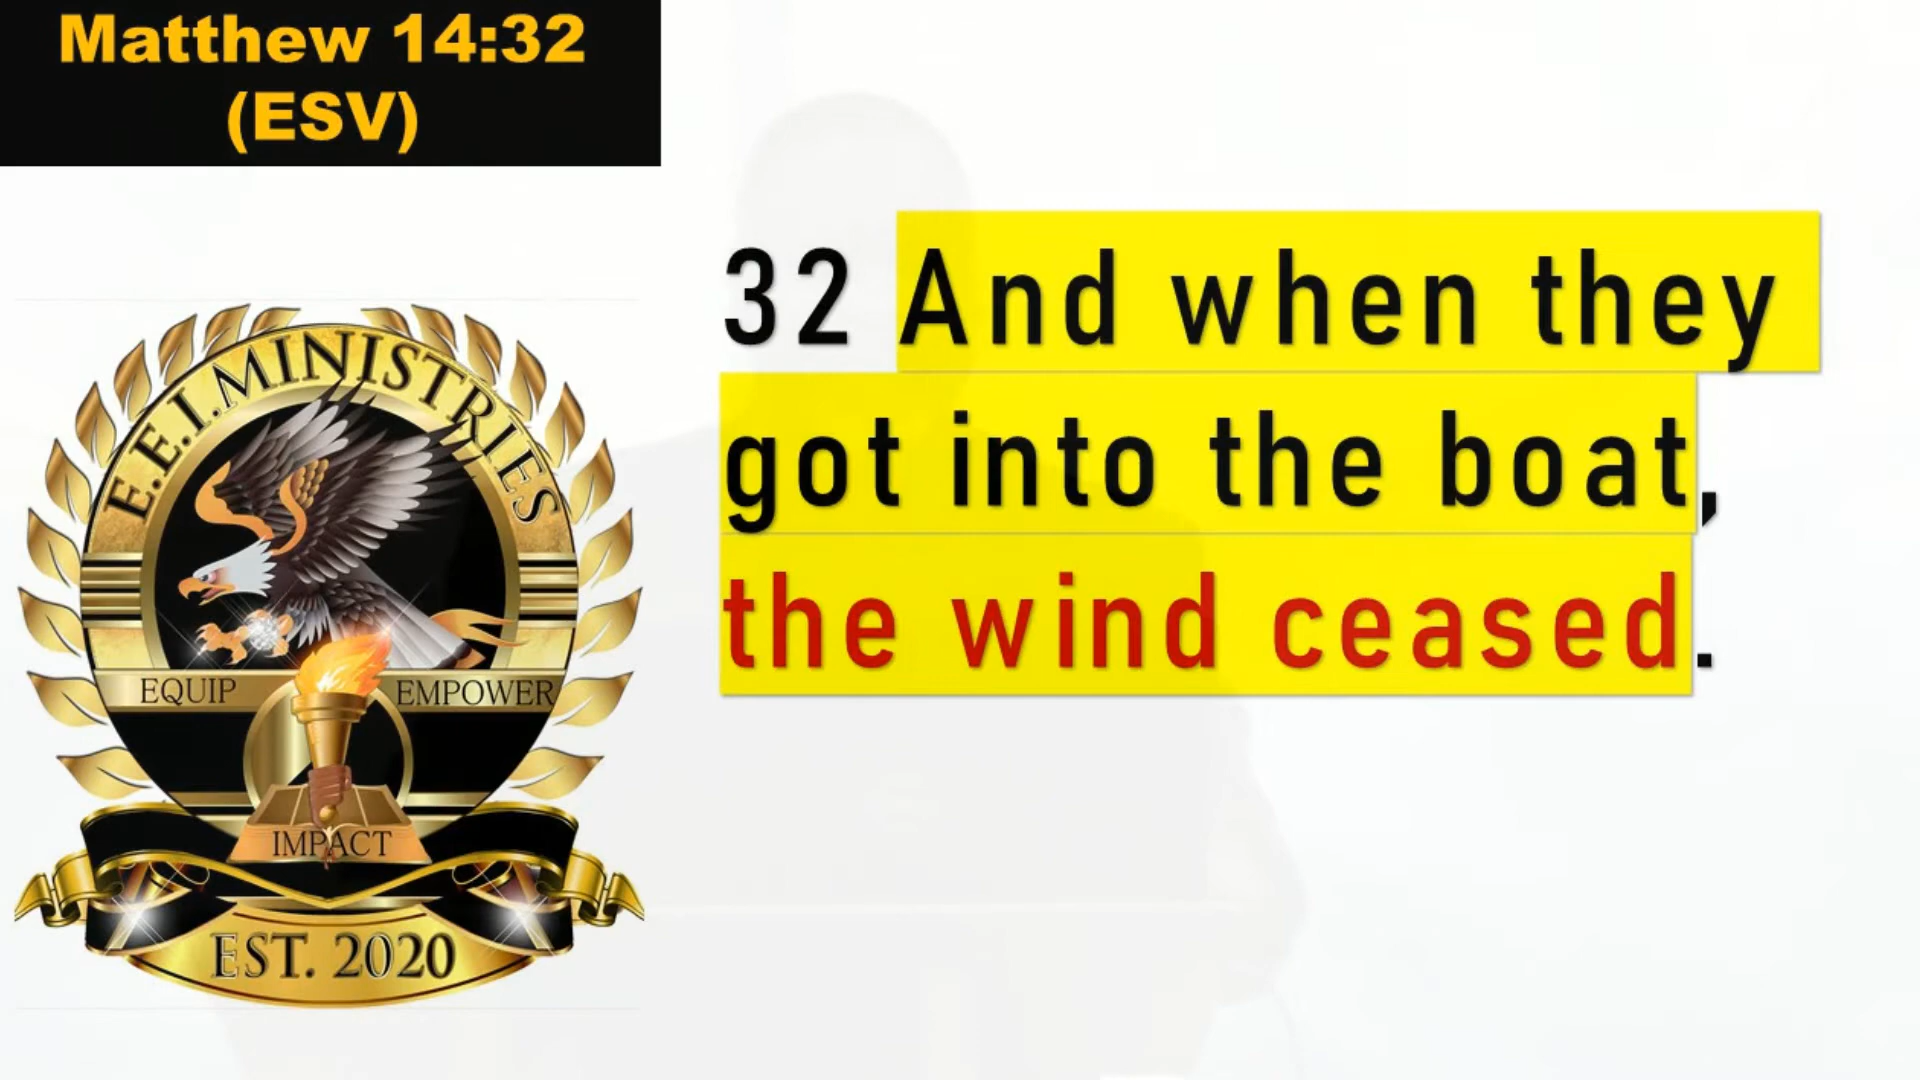 Matthew 14:32
(ESV)
32 And when they
got into the boat,
the wind ceased.
E.E.I.MINISTRIES
EQUIP
EMPOWER
IMPACT
EST. 2020